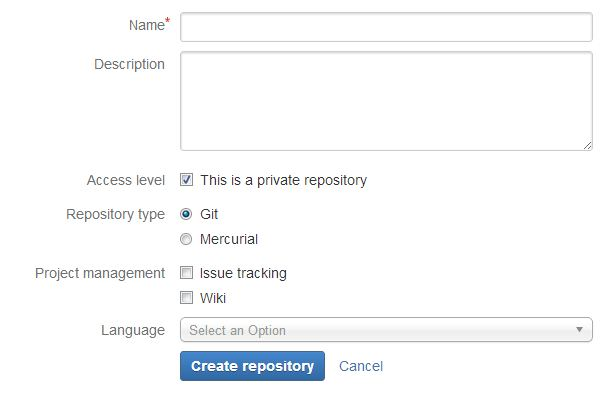 Name*
Description
Access level This is a private repository
Repository type Git
Mercurial
Project management Issue tracking
Wiki
Language Select an Option
Create repository Cancel